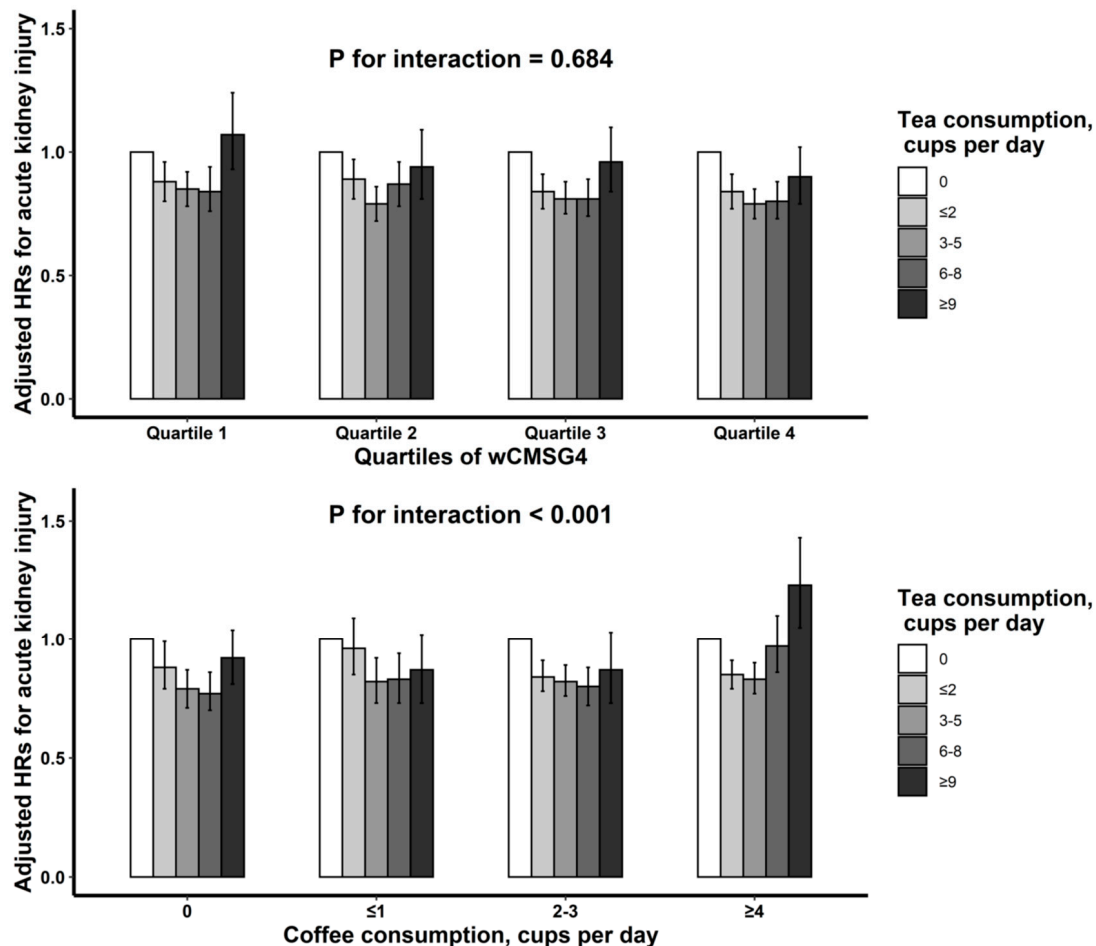 Adjusted HRs for acute kidney injury
1.5
1.0
0.5
0.0
P for interaction = 0.684
Quartile 1 Quartile 2 Quartile 3 Quartile 4
Quartiles of wCMSG4
Tea consumption,
cups per day
0
≤2
3-5
6-8
≥9
Adjusted HRs for acute kidney injury
1.5
1.0
0.5
0.0
P for interaction < 0.001
0 ≤1 2-3 ≥4
Coffee consumption, cups per day
Tea consumption,
cups per day
0
≤2
3-5
6-8
≥9